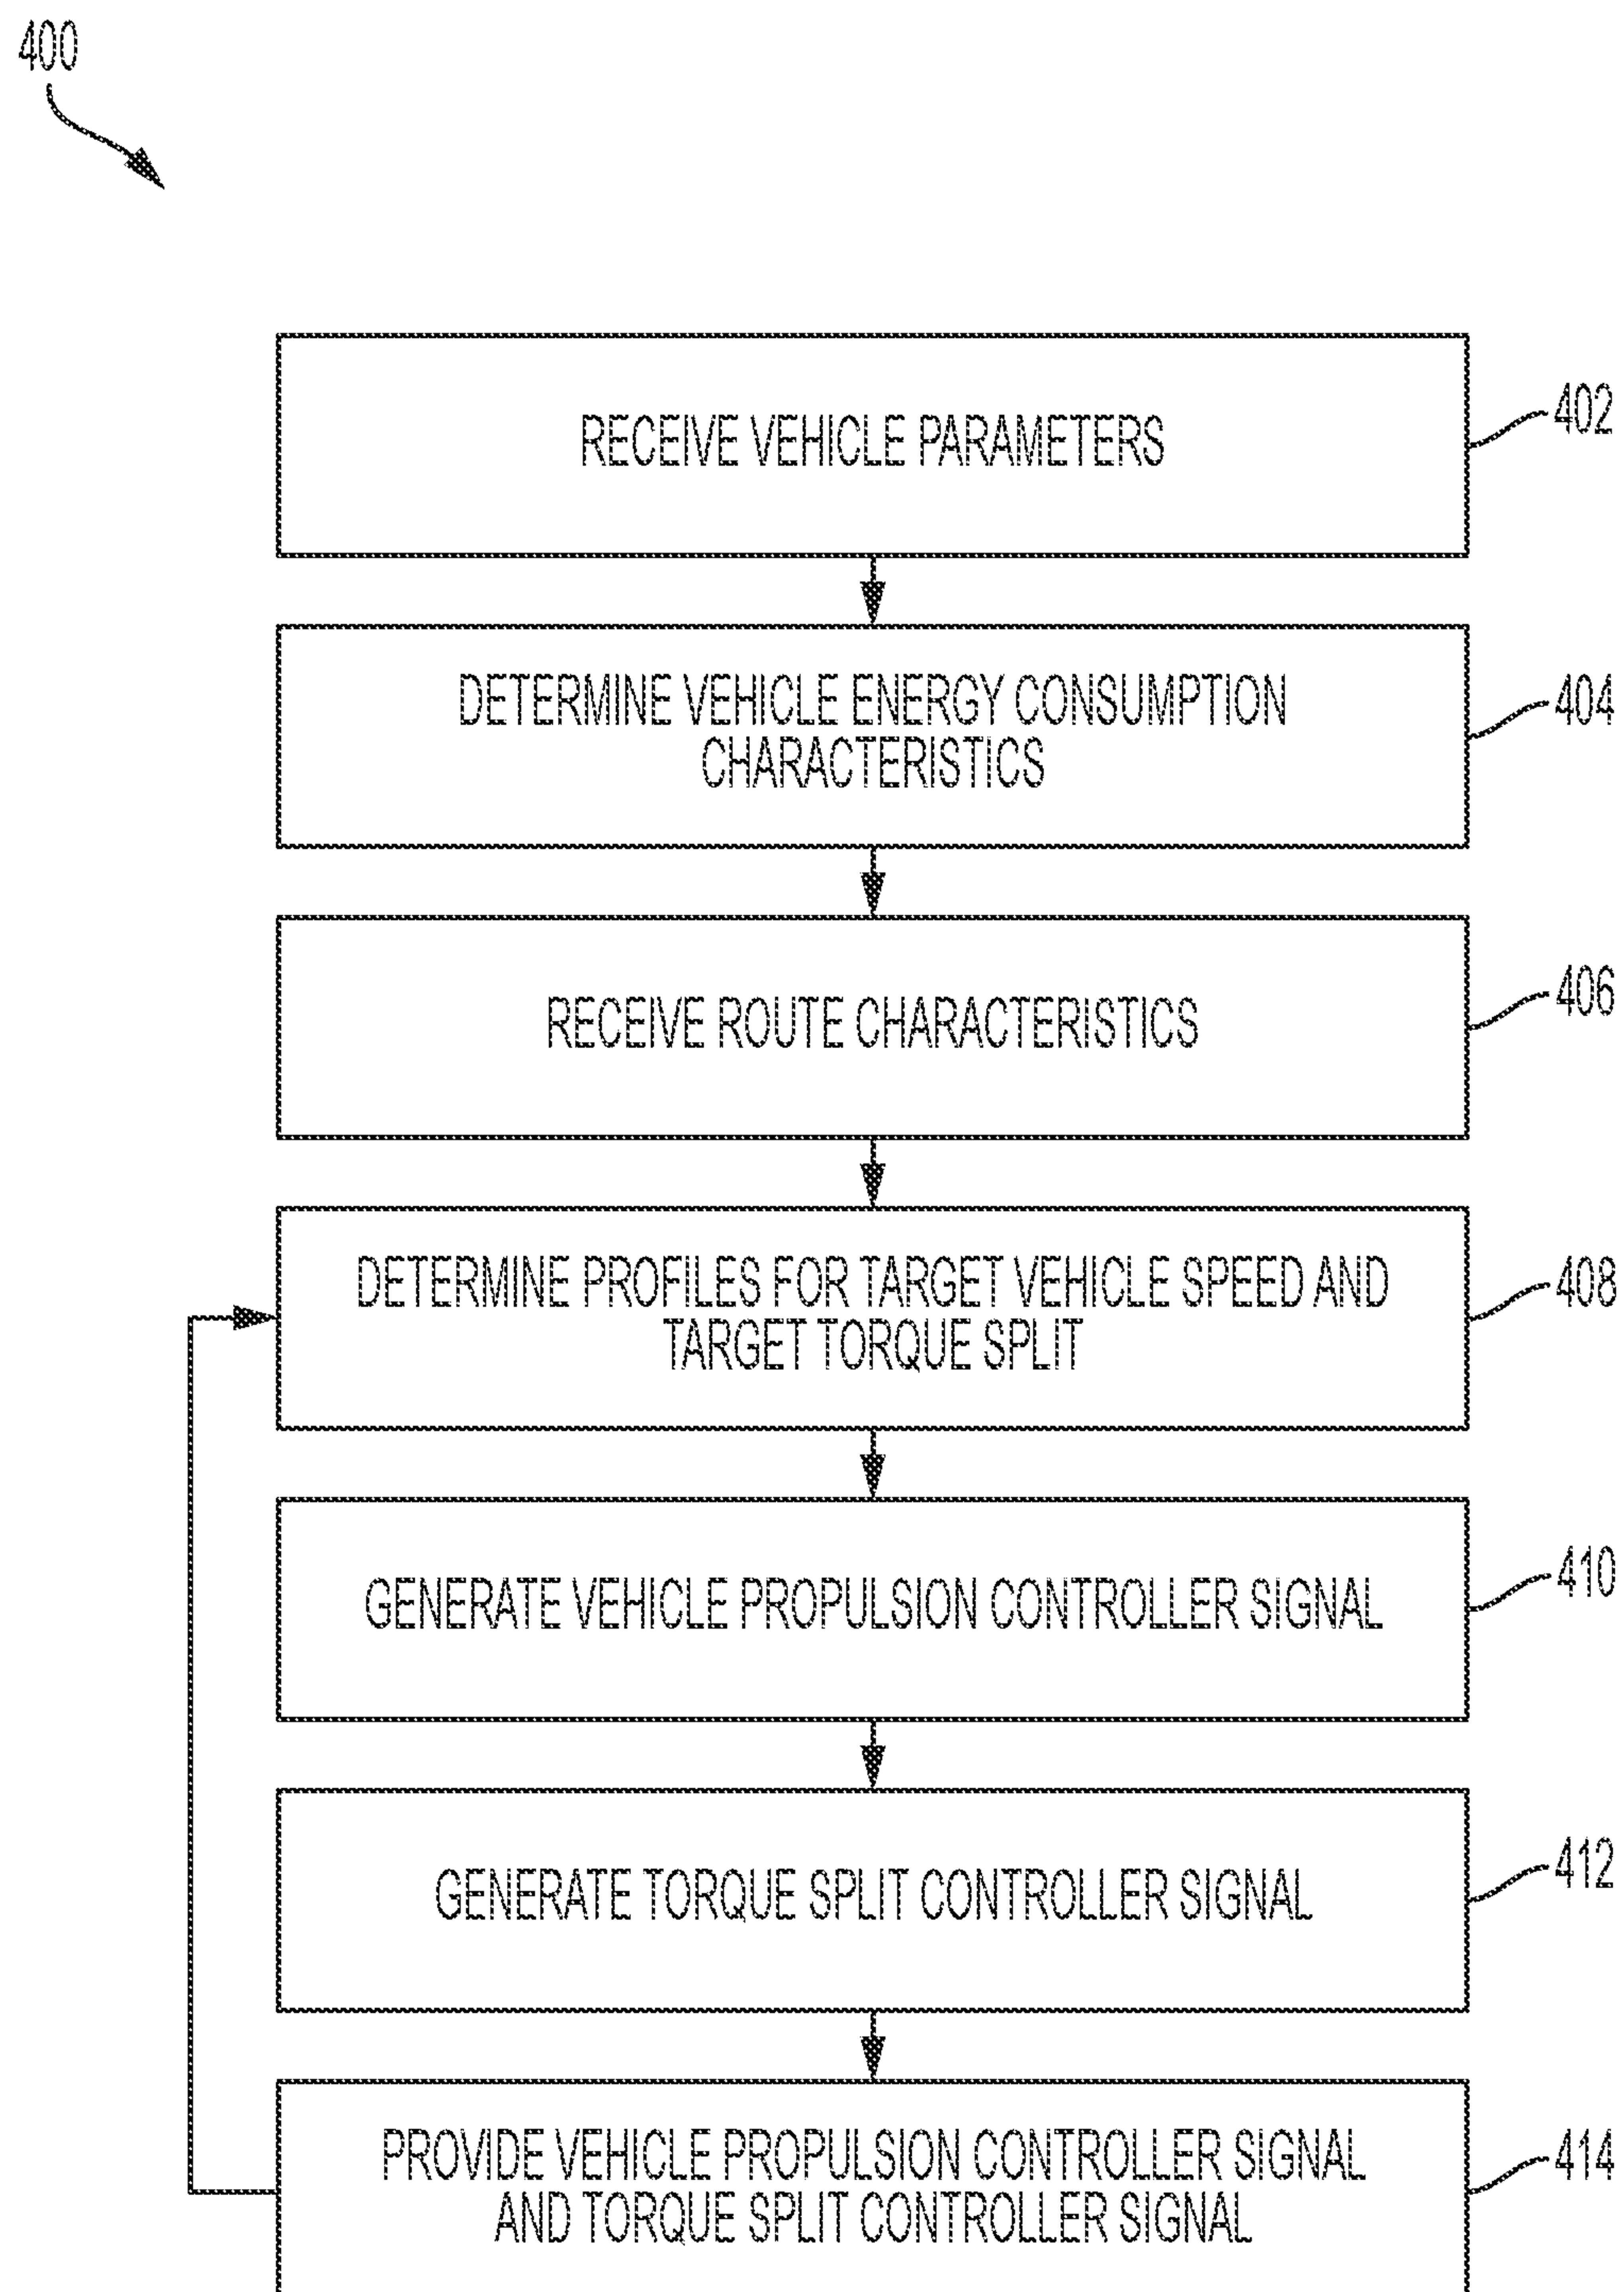 400
RECEIVE VEHICLE PARAMETERS
402
DETERMINE VEHICLE ENERGY CONSUMPTION
CHARACTERISTICS
404
RECEIVE ROUTE CHARACTERISTICS
406
DETERMINE PROFILES FOR TARGET VEHICLE SPEED AND
TARGET TORQUE SPLIT
408
GENERATE VEHICLE PROPULSION CONTROLLER SIGNAL
410
GENERATE TORQUE SPLIT CONTROLLER SIGNAL
412
PROVIDE VEHICLE PROPULSION CONTROLLER SIGNAL
AND TORQUE SPLIT CONTROLLER SIGNAL
414